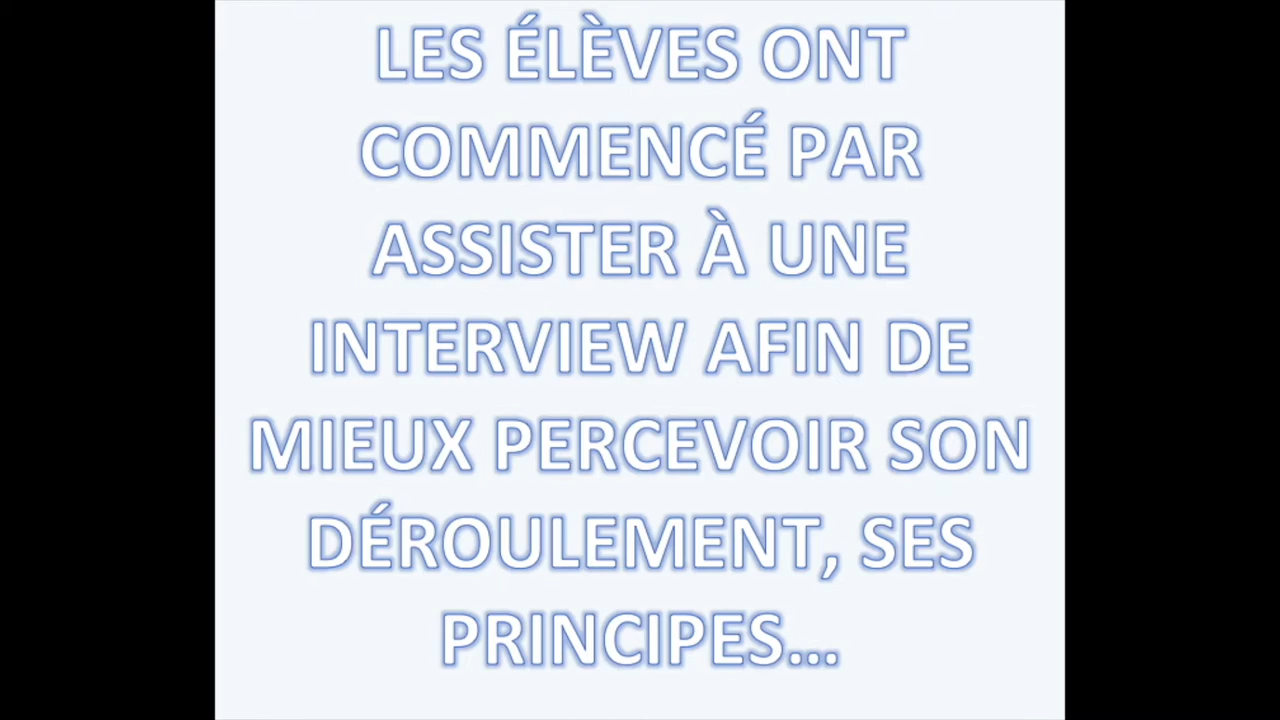 LES ÉLÈVES ONT
COMMENCÉ PAR
ASSISTER À UNE
INTERVIEW AFIN DE
MIEUX PERCEVOIR SON
DÉROULEMENT, SES
PRINCIPES...